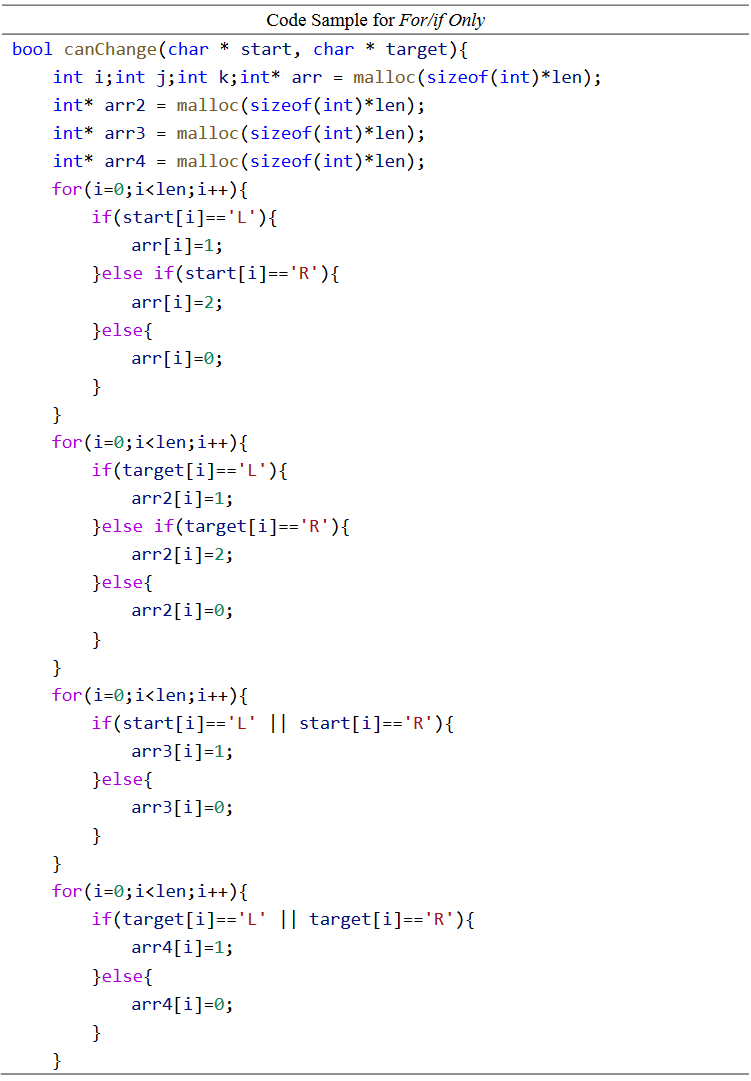 Code Sample for For/if Only
bool canChange(char * start, char * target){
    int i;int j;int k;int* arr = malloc(sizeof(int)*len);
    int* arr2 = malloc(sizeof(int)*len);
    int* arr3 = malloc(sizeof(int)*len);
    int* arr4 = malloc(sizeof(int)*len);
    for(i=0;i<len;i++){
        if(start[i]=='L'){
            arr[i]=1;
        }else if(start[i]=='R'){
            arr[i]=2;
        }else{
            arr[i]=0;
        }
    }
    for(i=0;i<len;i++){
        if(target[i]=='L'){
            arr2[i]=1;
        }else if(target[i]=='R'){
            arr2[i]=2;
        }else{
            arr2[i]=0;
        }
    }
    for(i=0;i<len;i++){
        if(start[i]=='L' || start[i]=='R'){
            arr3[i]=1;
        }else{
            arr3[i]=0;
        }
    }
    for(i=0;i<len;i++){
        if(target[i]=='L' || target[i]=='R'){
            arr4[i]=1;
        }else{
            arr4[i]=0;
        }
    }